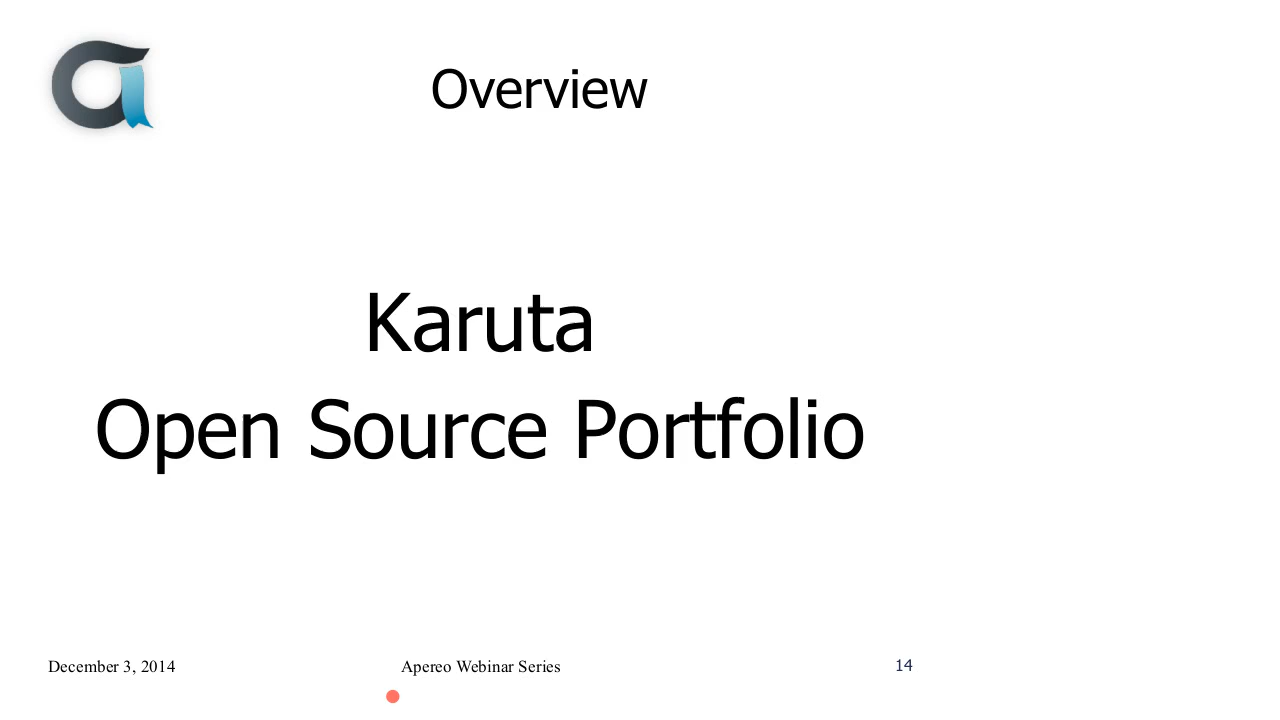 Overview
Karuta
Open Source Portfolio
December 3, 2014
Apereo Webinar Series
14